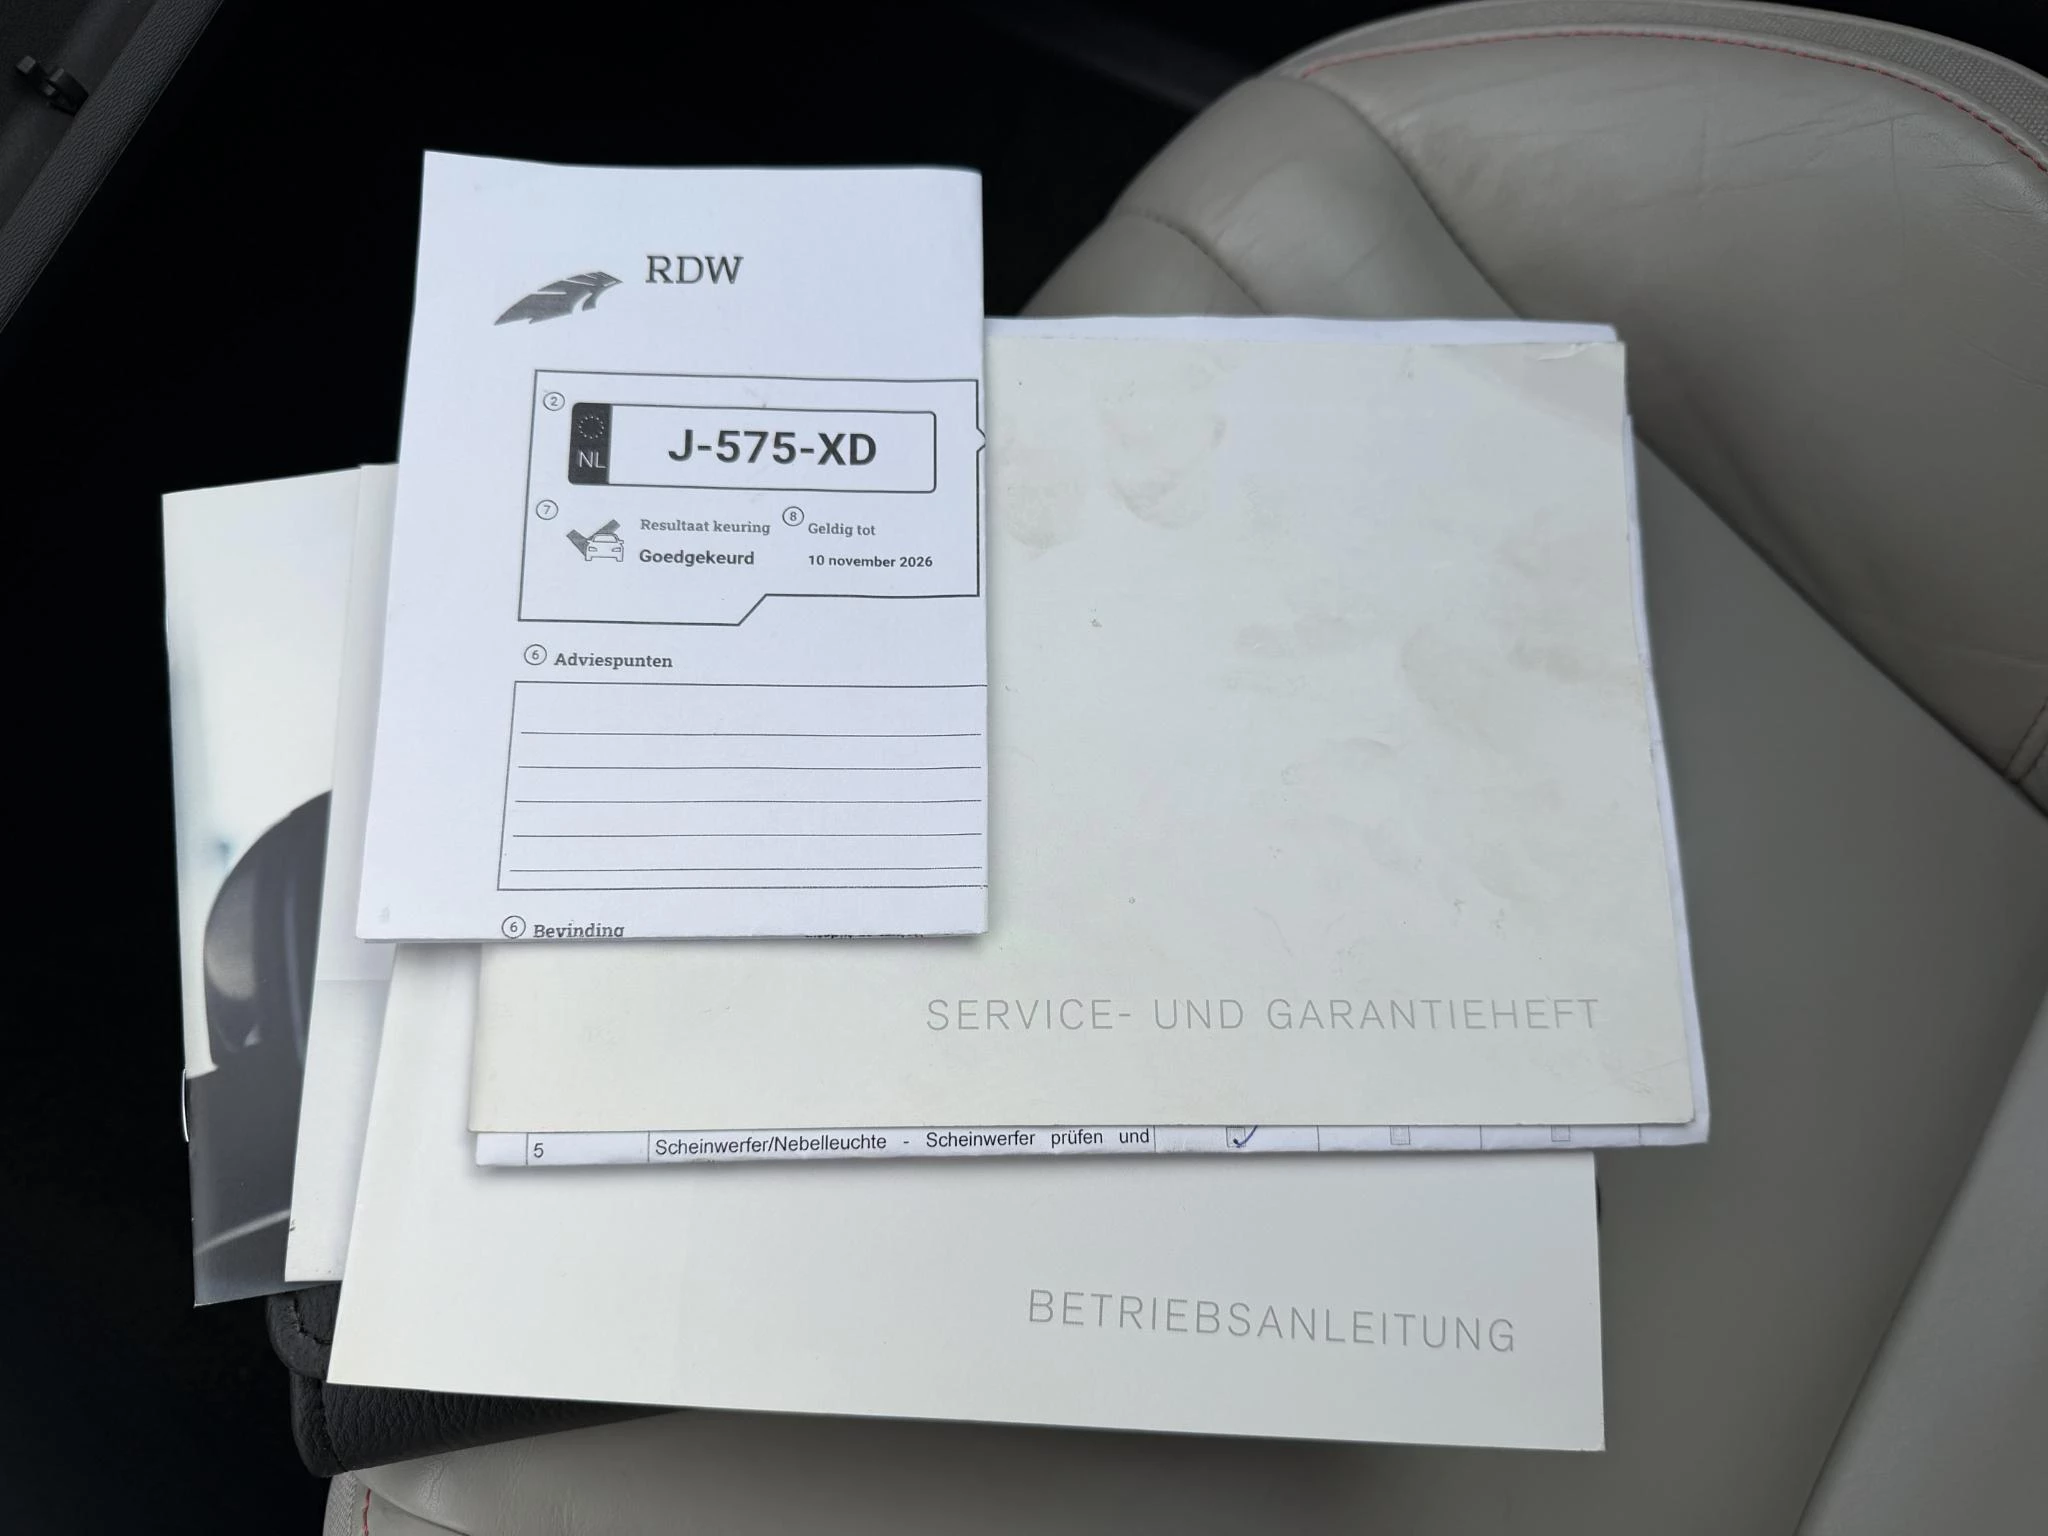 RDW
2
NL
J-575-XD
7
Resultaat keuring
Goedgekeurd
8
Geldig tot
10 november 2026
6 Adviespunten
6 Bevinding
SERVICE- UND GARANTIEHEFT
5 Scheinwerfer/Nebelleuchte - Scheinwerfer prüfen und
BETRIEBSANLEITUNG